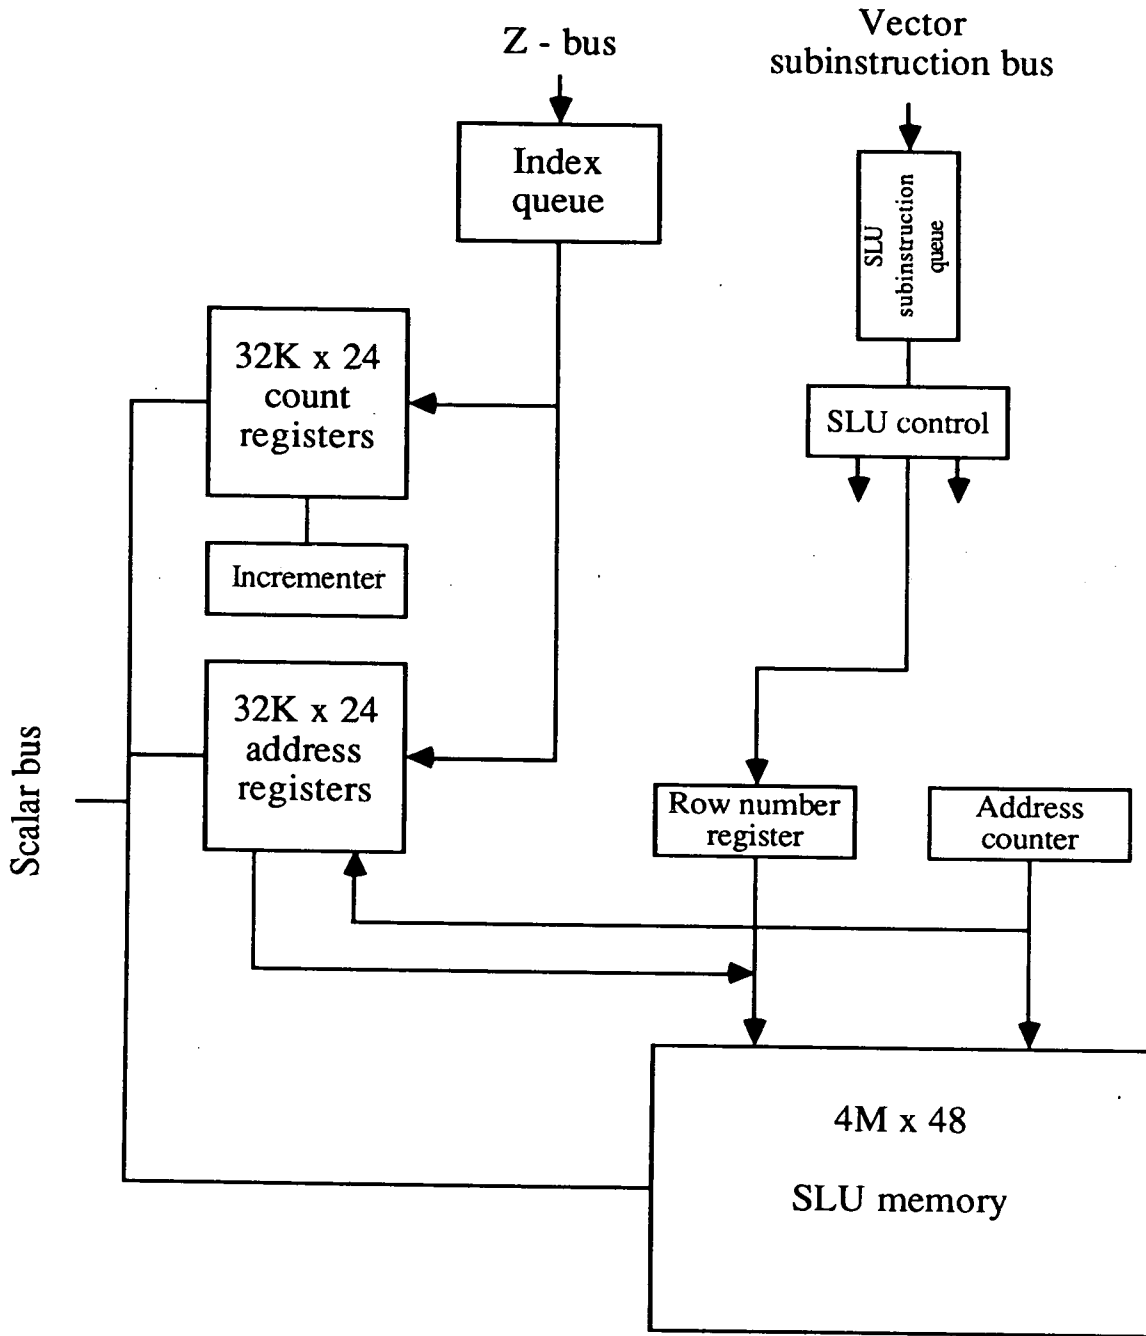 Z - bus
Vector
subinstruction bus
Index
queue
SLU
subinstruction
queue
32K x 24
count
registers
SLU control
Incrementer
32K x 24
address
registers
Scalar bus
Row number
register
Address
counter
4M x 48
SLU memory